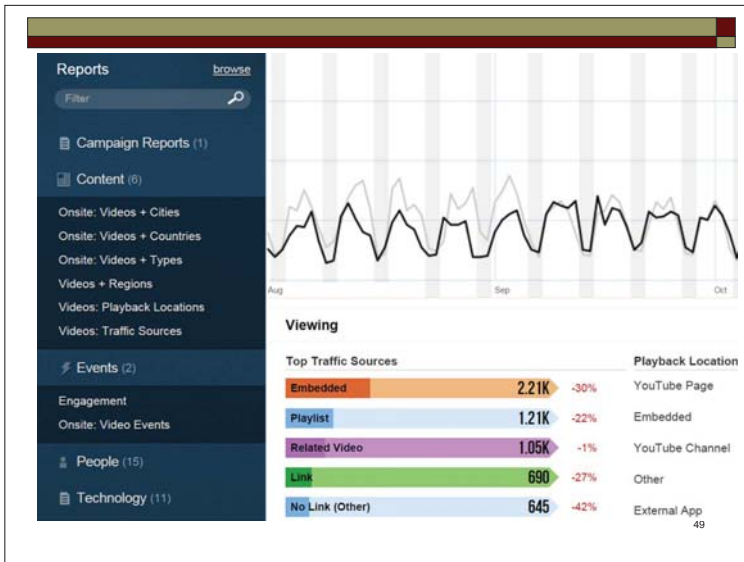 Reports browse
Filter
Campaign Reports (1)
Content (6)
Onsite: Videos + Cities
Onsite: Videos + Countries
Onsite: Videos + Types
Videos + Regions
Videos: Playback Locations
Videos: Traffic Sources
Events (2)
Engagement
Onsite: Video Events
People (15)
Technology (11)
Aug Sep Oct
Viewing
Top Traffic Sources
Embedded 2.21K -30%
Playlist 1.21K -22%
Related Video 1.05K -1%
Link 690 -27%
No Link (Other) 645 -42%
Playback Location
YouTube Page
Embedded
YouTube Channel
Other
External App
49